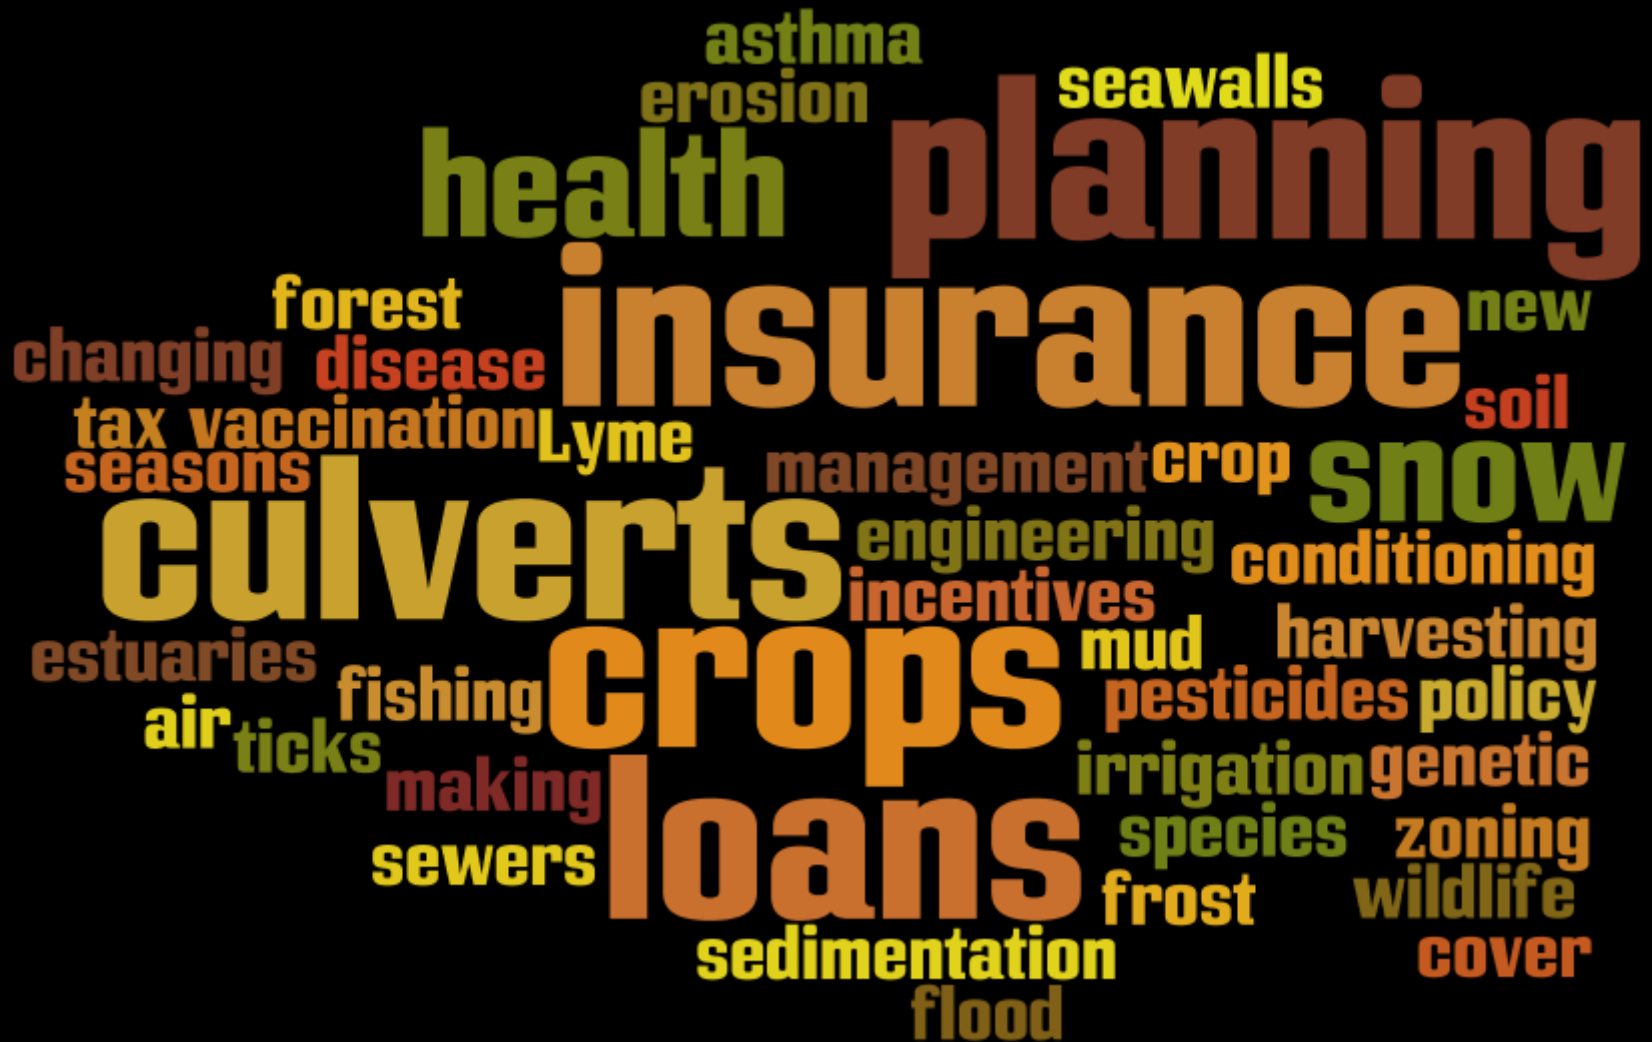 asthma
erosion
seawalls
health
planning
forest
insurance
new
changing
disease
soil
tax vaccination
Lyme
seasons
management
crop
snow
culverts
engineering
conditioning
incentives
estuaries
crops
mud
harvesting
fishing
pesticides
policy
air
ticks
making
irrigation
genetic
sewers
loans
species
zoning
frost
wildlife
sedimentation
cover
flood